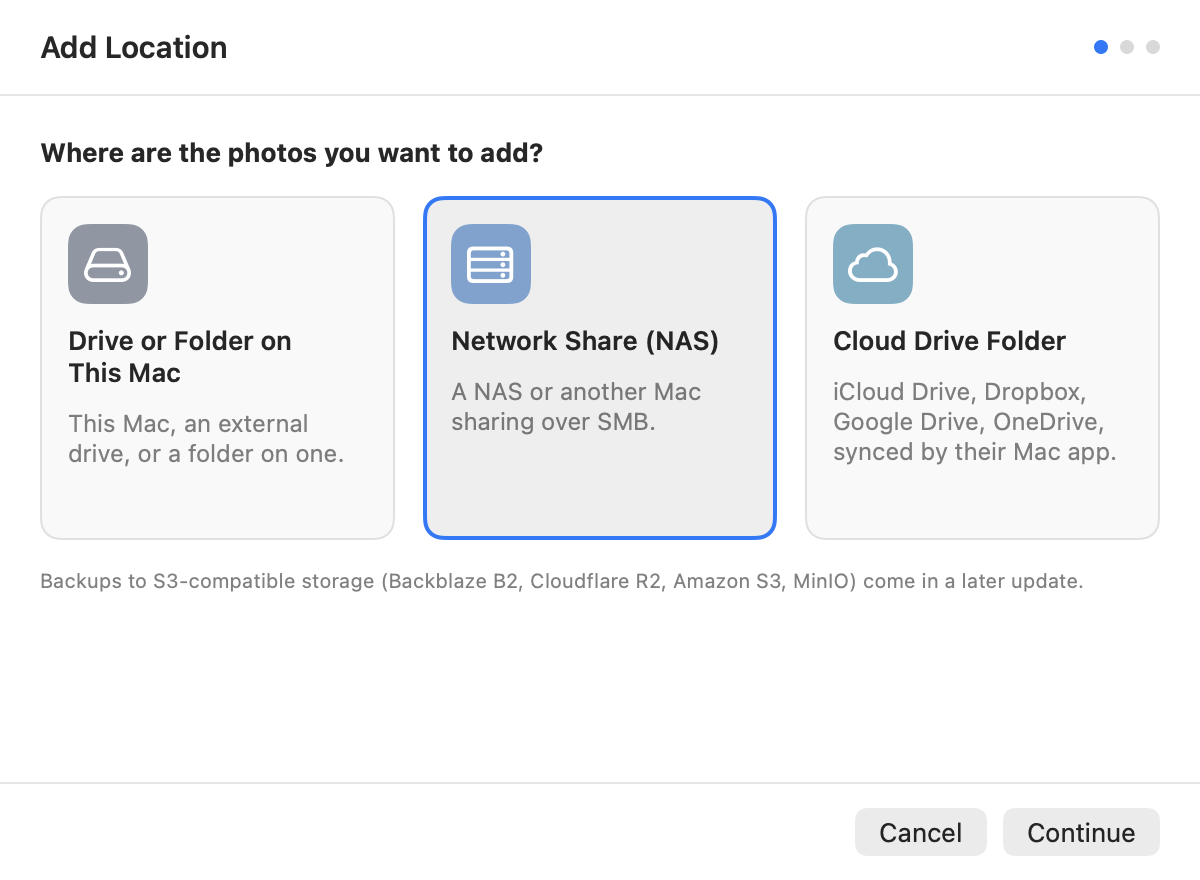 Add Location
Where are the photos you want to add?
Drive or Folder on
This Mac
This Mac, an external
drive, or a folder on one.
Network Share (NAS)
A NAS or another Mac
sharing over SMB.
Cloud Drive Folder
iCloud Drive, Dropbox,
Google Drive, OneDrive,
synced by their Mac app.
Backups to S3-compatible storage (Backblaze B2, Cloudflare R2, Amazon S3, MinIO) come in a later update.
Cancel
Continue